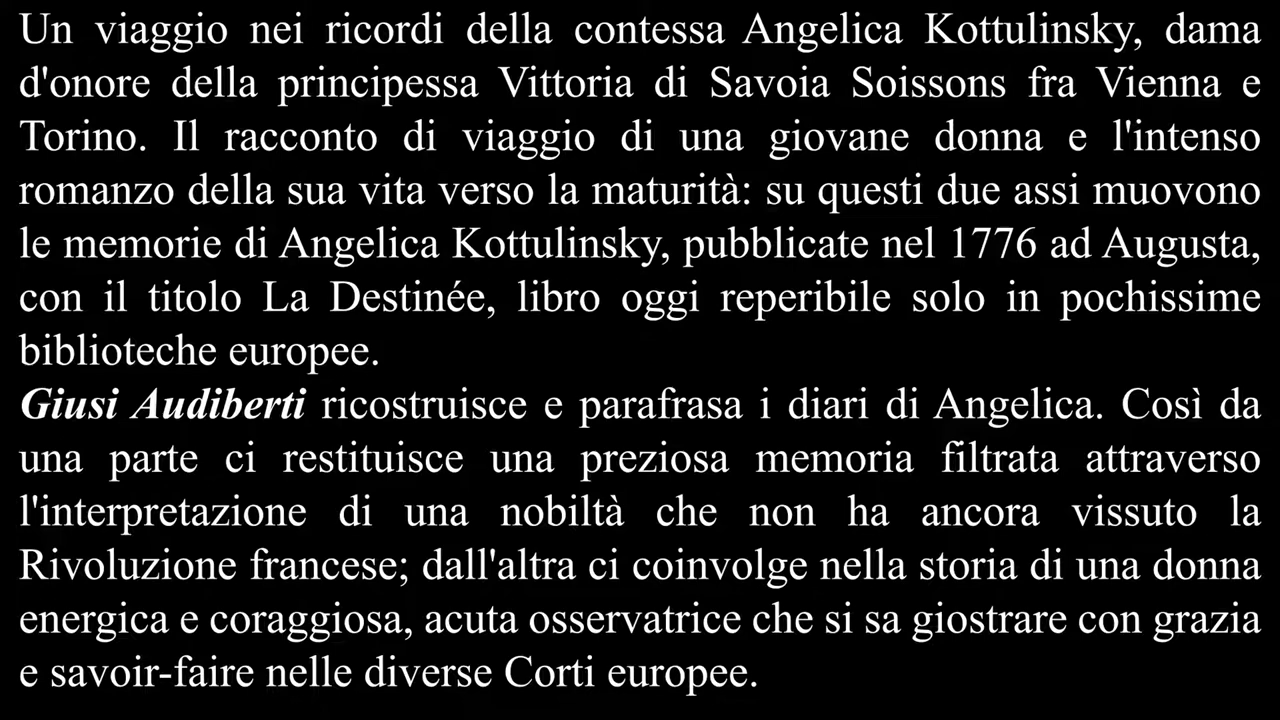 Un viaggio nei ricordi della contessa Angelica Kottulinsky, dama
d'onore della principessa Vittoria di Savoia Soissons fra Vienna e
Torino. Il racconto di viaggio di una giovane donna e l'intenso
romanzo della sua vita verso la maturità: su questi due assi muovono
le memorie di Angelica Kottulinsky, pubblicate nel 1776 ad Augusta,
con il titolo La Destinée, libro oggi reperibile solo in pochissime
biblioteche europee.
Giusi Audiberti ricostruisce e parafrasa i diari di Angelica. Così da
una parte ci restituisce una preziosa memoria filtrata attraverso
l'interpretazione di una nobiltà che non ha ancora vissuto la
Rivoluzione francese; dall'altra ci coinvolge nella storia di una donna
energica e coraggiosa, acuta osservatrice che si sa giostrare con grazia
e savoir-faire nelle diverse Corti europee.